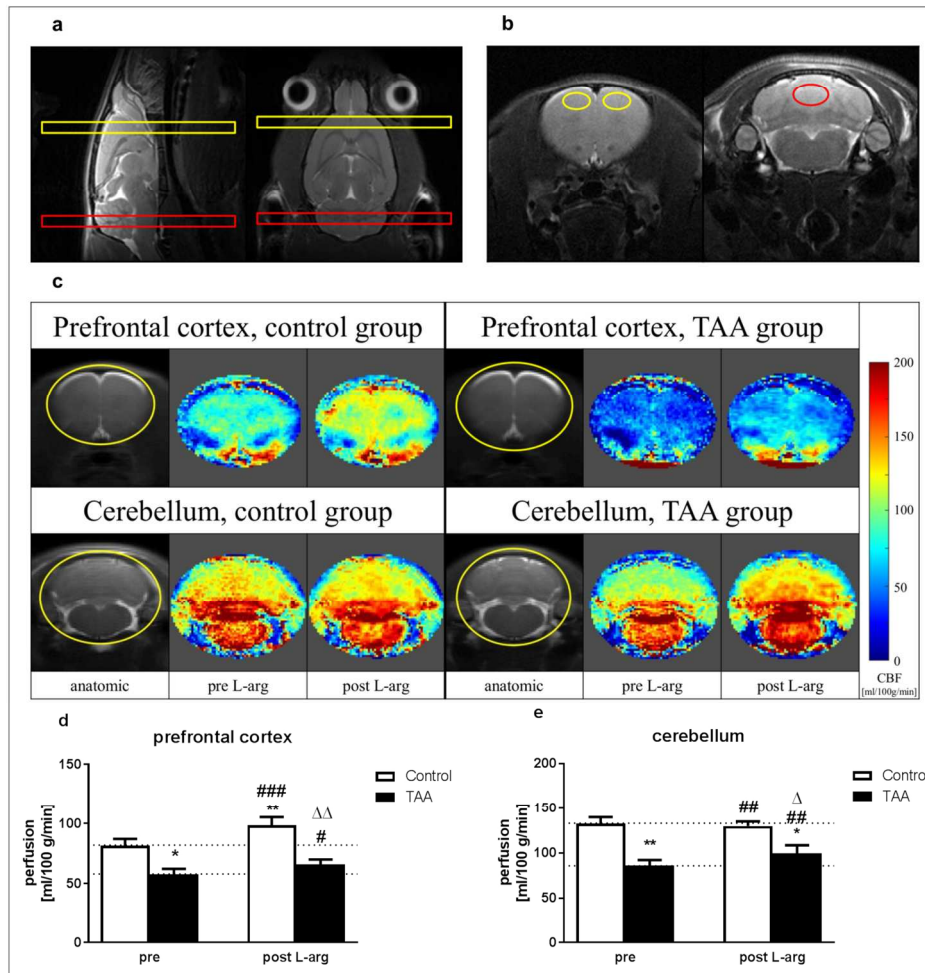 a
b
c
Prefrontal cortex, control group
Prefrontal cortex, TAA group
Cerebellum, control group
Cerebellum, TAA group
anatomic
pre L-arg
post L-arg
anatomic
pre L-arg
post L-arg
200
150
100
50
0
CBF
[ml/100g/min]
d
prefrontal cortex
perfusion
[ml/100 g/min]
150
100
50
0
Control
TAA
*
###
**
ΔΔ
#
pre
post L-arg
e
cerebellum
perfusion
[ml/100 g/min]
200
150
100
50
0
Contro
TAA
**
##
Δ
##
*
pre
post L-arg